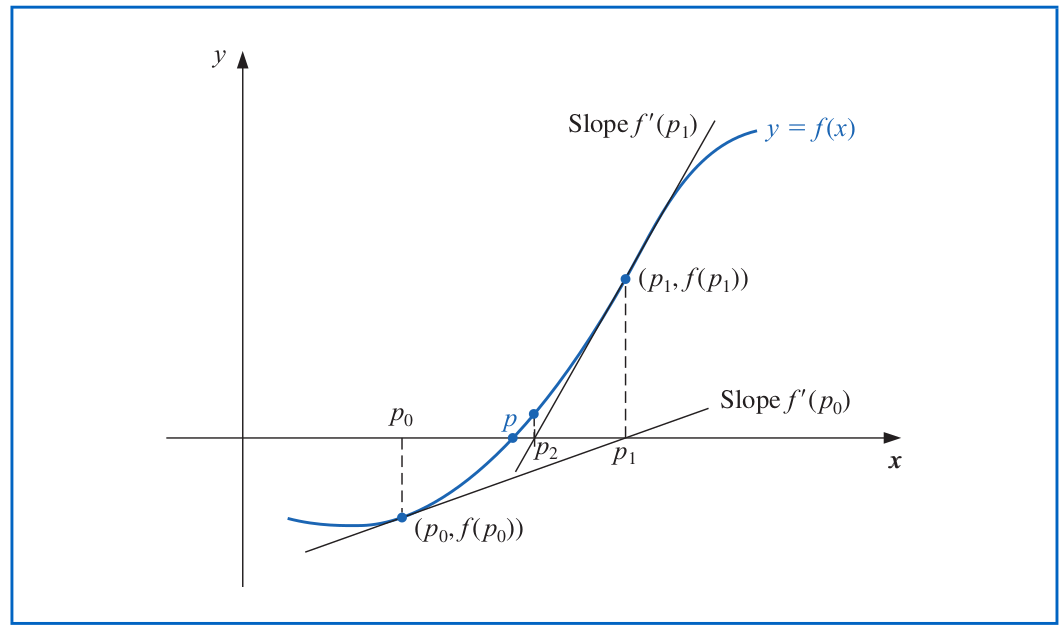 y
Slope f′(p₁)
y = f(x)
(p₁, f(p₁))
Slope f′(p₀)
p₀
p
p₂
p₁
x
(p₀, f(p₀))